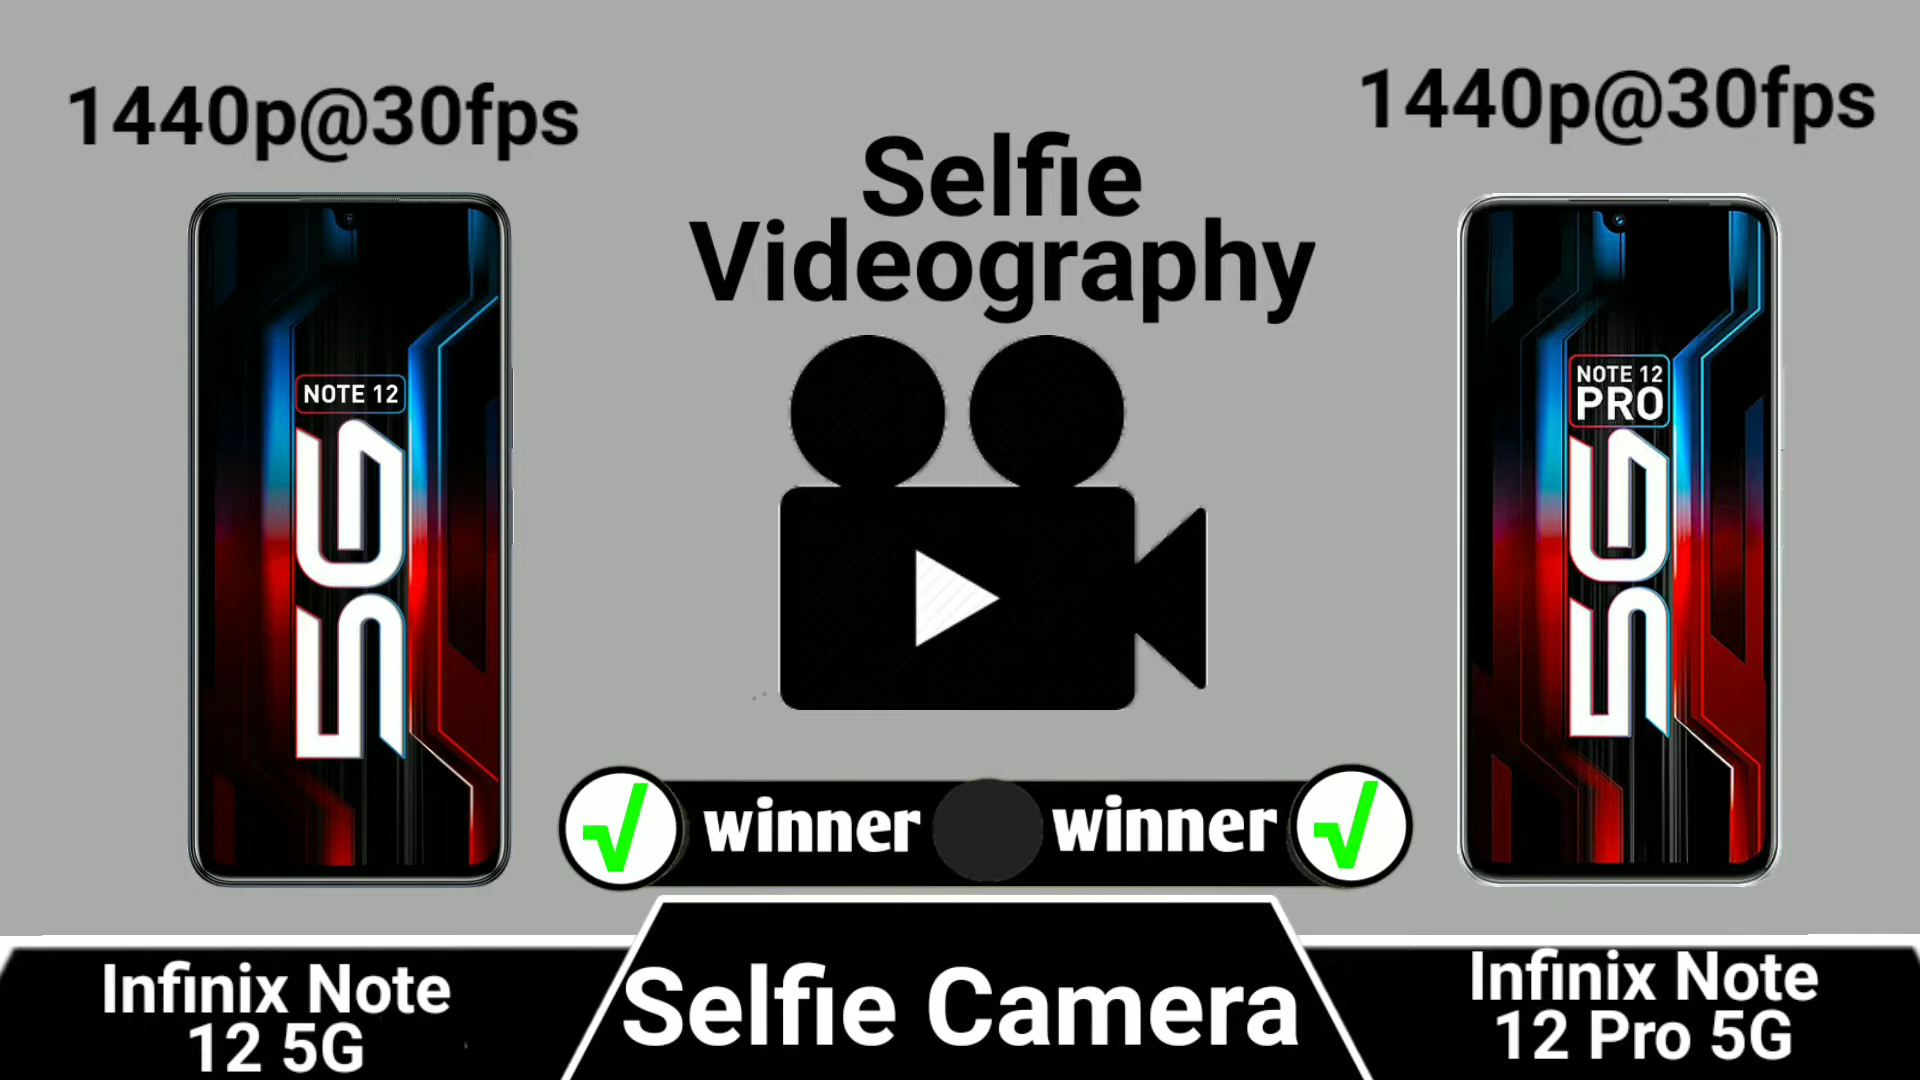 1440p@30fps
1440p@30fps
Selfie
Videography
NOTE 12
5G
NOTE 12
PRO
5G
winner
winner
Infinix Note
12 5G
Selfie Camera
Infinix Note
12 Pro 5G